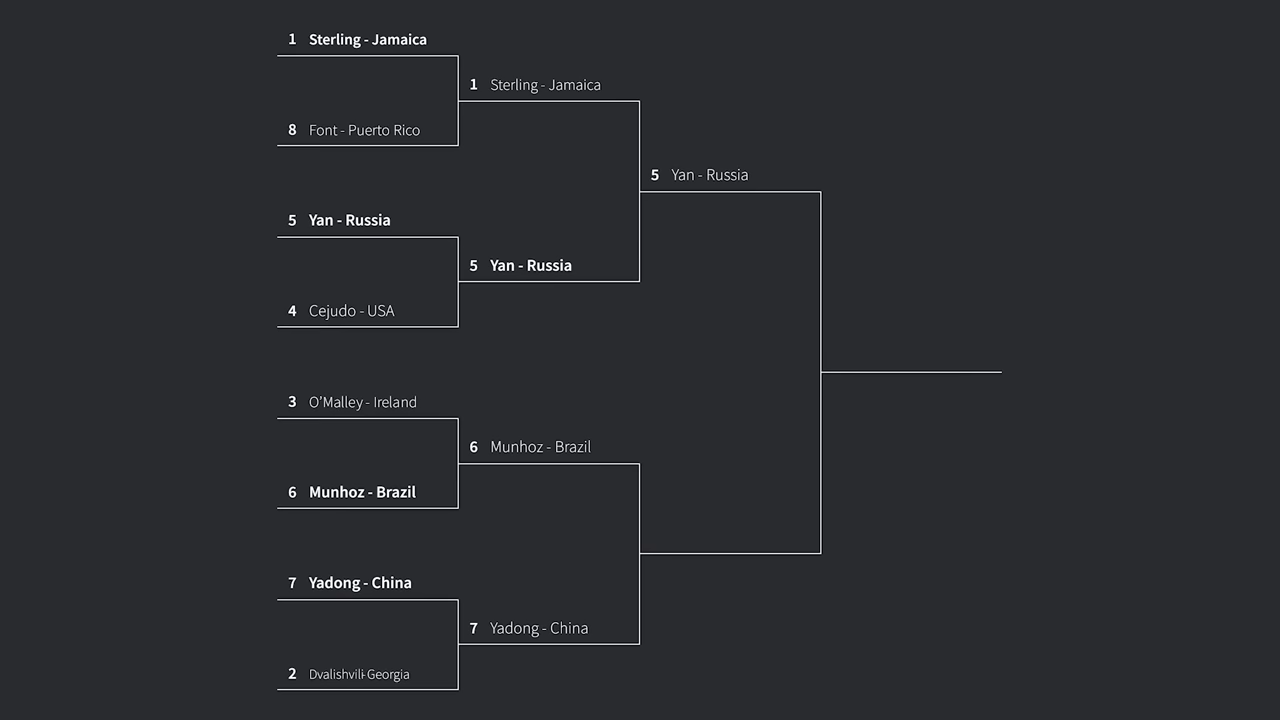 1 Sterling - Jamaica
1 Sterling - Jamaica
8 Font - Puerto Rico
5 Yan - Russia
5 Yan - Russia
5 Yan - Russia
4 Cejudo - USA
3 O’Malley - Ireland
6 Munhoz - Brazil
6 Munhoz - Brazil
7 Yadong - China
7 Yadong - China
2 Dvalishvili- Georgia